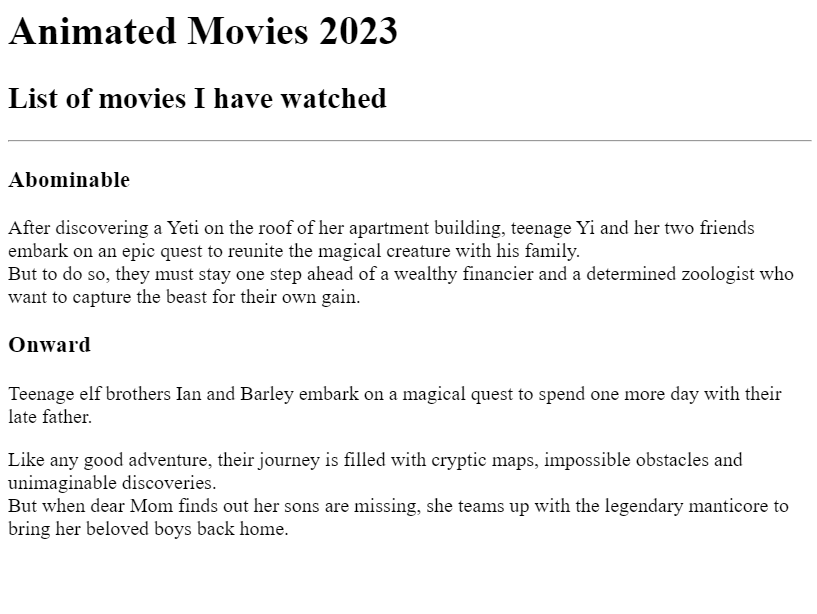 Animated Movies 2023
List of movies I have watched
Abominable
After discovering a Yeti on the roof of her apartment building, teenage Yi and her two friends
embark on an epic quest to reunite the magical creature with his family.
But to do so, they must stay one step ahead of a wealthy financier and a determined zoologist who
want to capture the beast for their own gain.
Onward
Teenage elf brothers Ian and Barley embark on a magical quest to spend one more day with their
late father.
Like any good adventure, their journey is filled with cryptic maps, impossible obstacles and
unimaginable discoveries.
But when dear Mom finds out her sons are missing, she teams up with the legendary manticore to
bring her beloved boys back home.